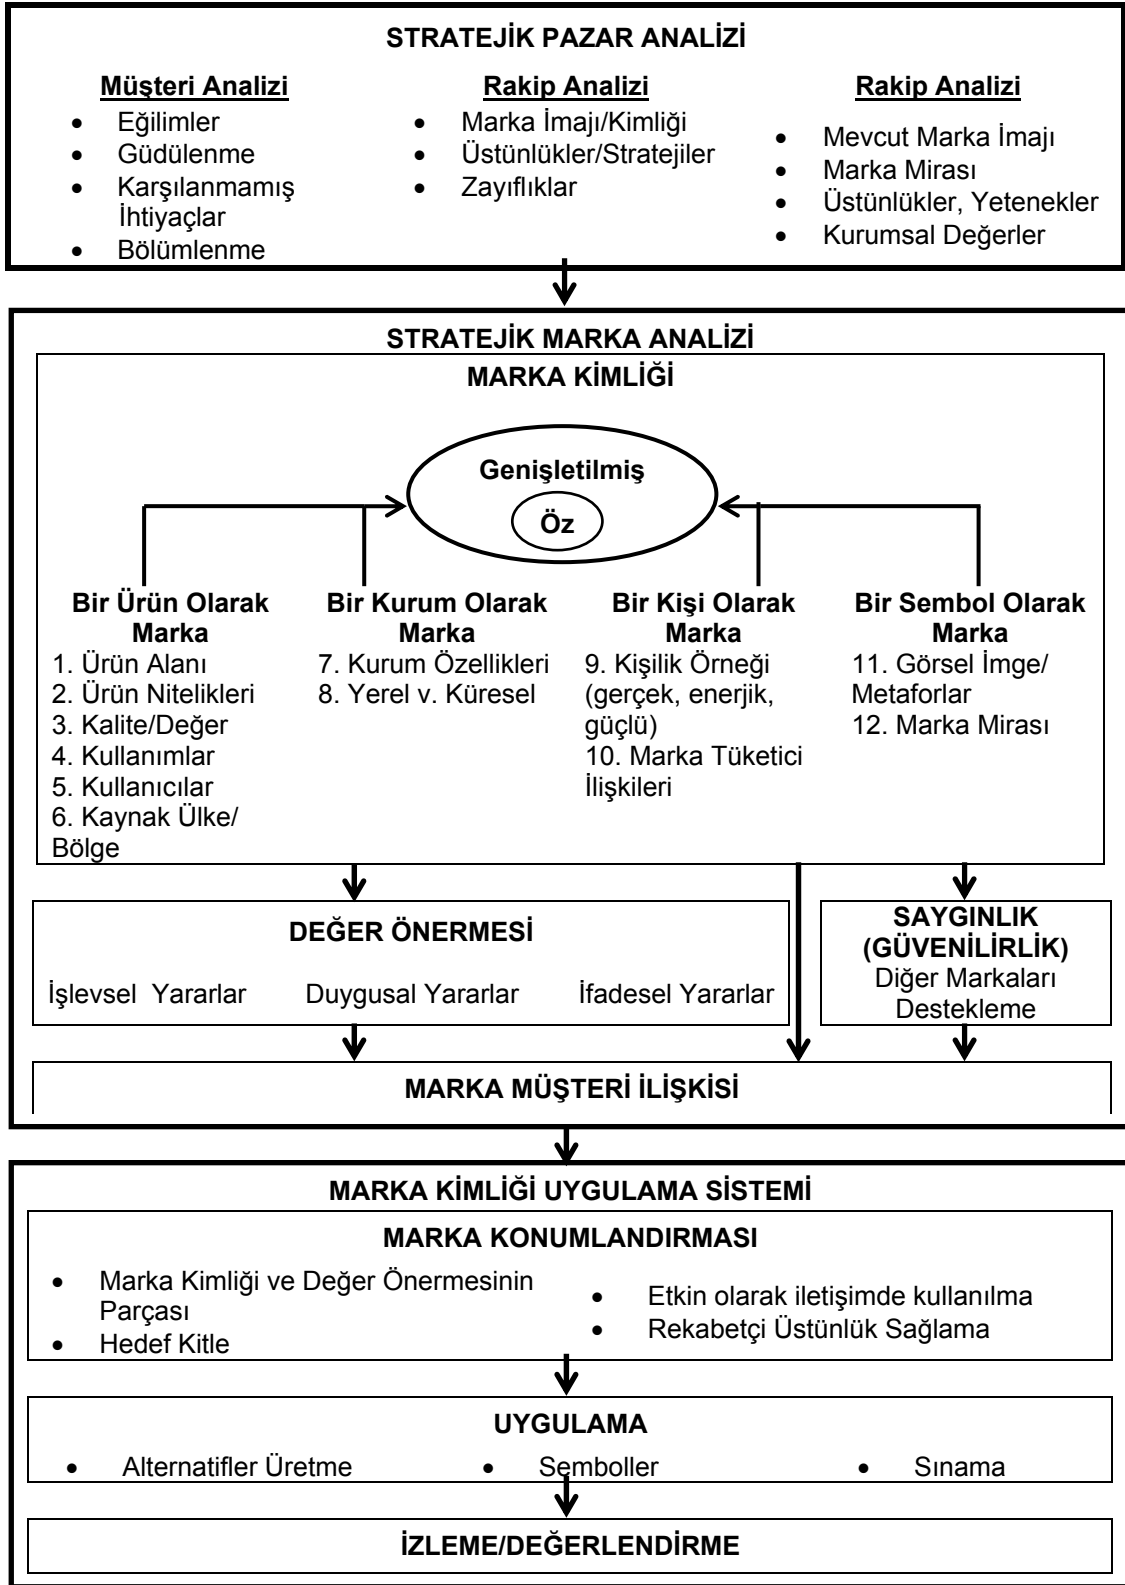 STRATEJİK PAZAR ANALİZİ
Müşteri Analizi
• Eğilimler
• Güdülenme
• Karşılanmamış
İhtiyaçlar
• Bölümlenme
Rakip Analizi
• Marka İmajı/Kimliği
• Üstünlükler/Stratejiler
• Zayıflıklar
Rakip Analizi
• Mevcut Marka İmajı
• Marka Mirası
• Üstünlükler, Yetenekler
• Kurumsal Değerler
STRATEJİK MARKA ANALİZİ
MARKA KİMLİĞİ
Genişletilmiş
Öz
Bir Ürün Olarak
Marka
1. Ürün Alanı
2. Ürün Nitelikleri
3. Kalite/Değer
4. Kullanımlar
5. Kullanıcılar
6. Kaynak Ülke/
Bölge
Bir Kurum Olarak
Marka
7. Kurum Özellikleri
8. Yerel v. Küresel
Bir Kişi Olarak
Marka
9. Kişilik Örneği
(gerçek, enerjik,
güçlü)
10. Marka Tüketici
İlişkileri
Bir Sembol Olarak
Marka
11. Görsel İmge/
Metaforlar
12. Marka Mirası
DEĞER ÖNERMESİ
İşlevsel Yararlar Duygusal Yararlar İfadesel Yararlar
SAYGINLIK
(GÜVENİLİRLİK)
Diğer Markaları
Destekleme
MARKA MÜŞTERİ İLİŞKİSİ
MARKA KİMLİĞİ UYGULAMA SİSTEMİ
MARKA KONUMLANDIRMASI
• Marka Kimliği ve Değer Önermesinin
Parçası
• Hedef Kitle
• Etkin olarak iletişimde kullanılma
• Rekabetçi Üstünlük Sağlama
UYGULAMA
• Alternatifler Üretme • Semboller • Sınama
İZLEME/DEĞERLENDİRME